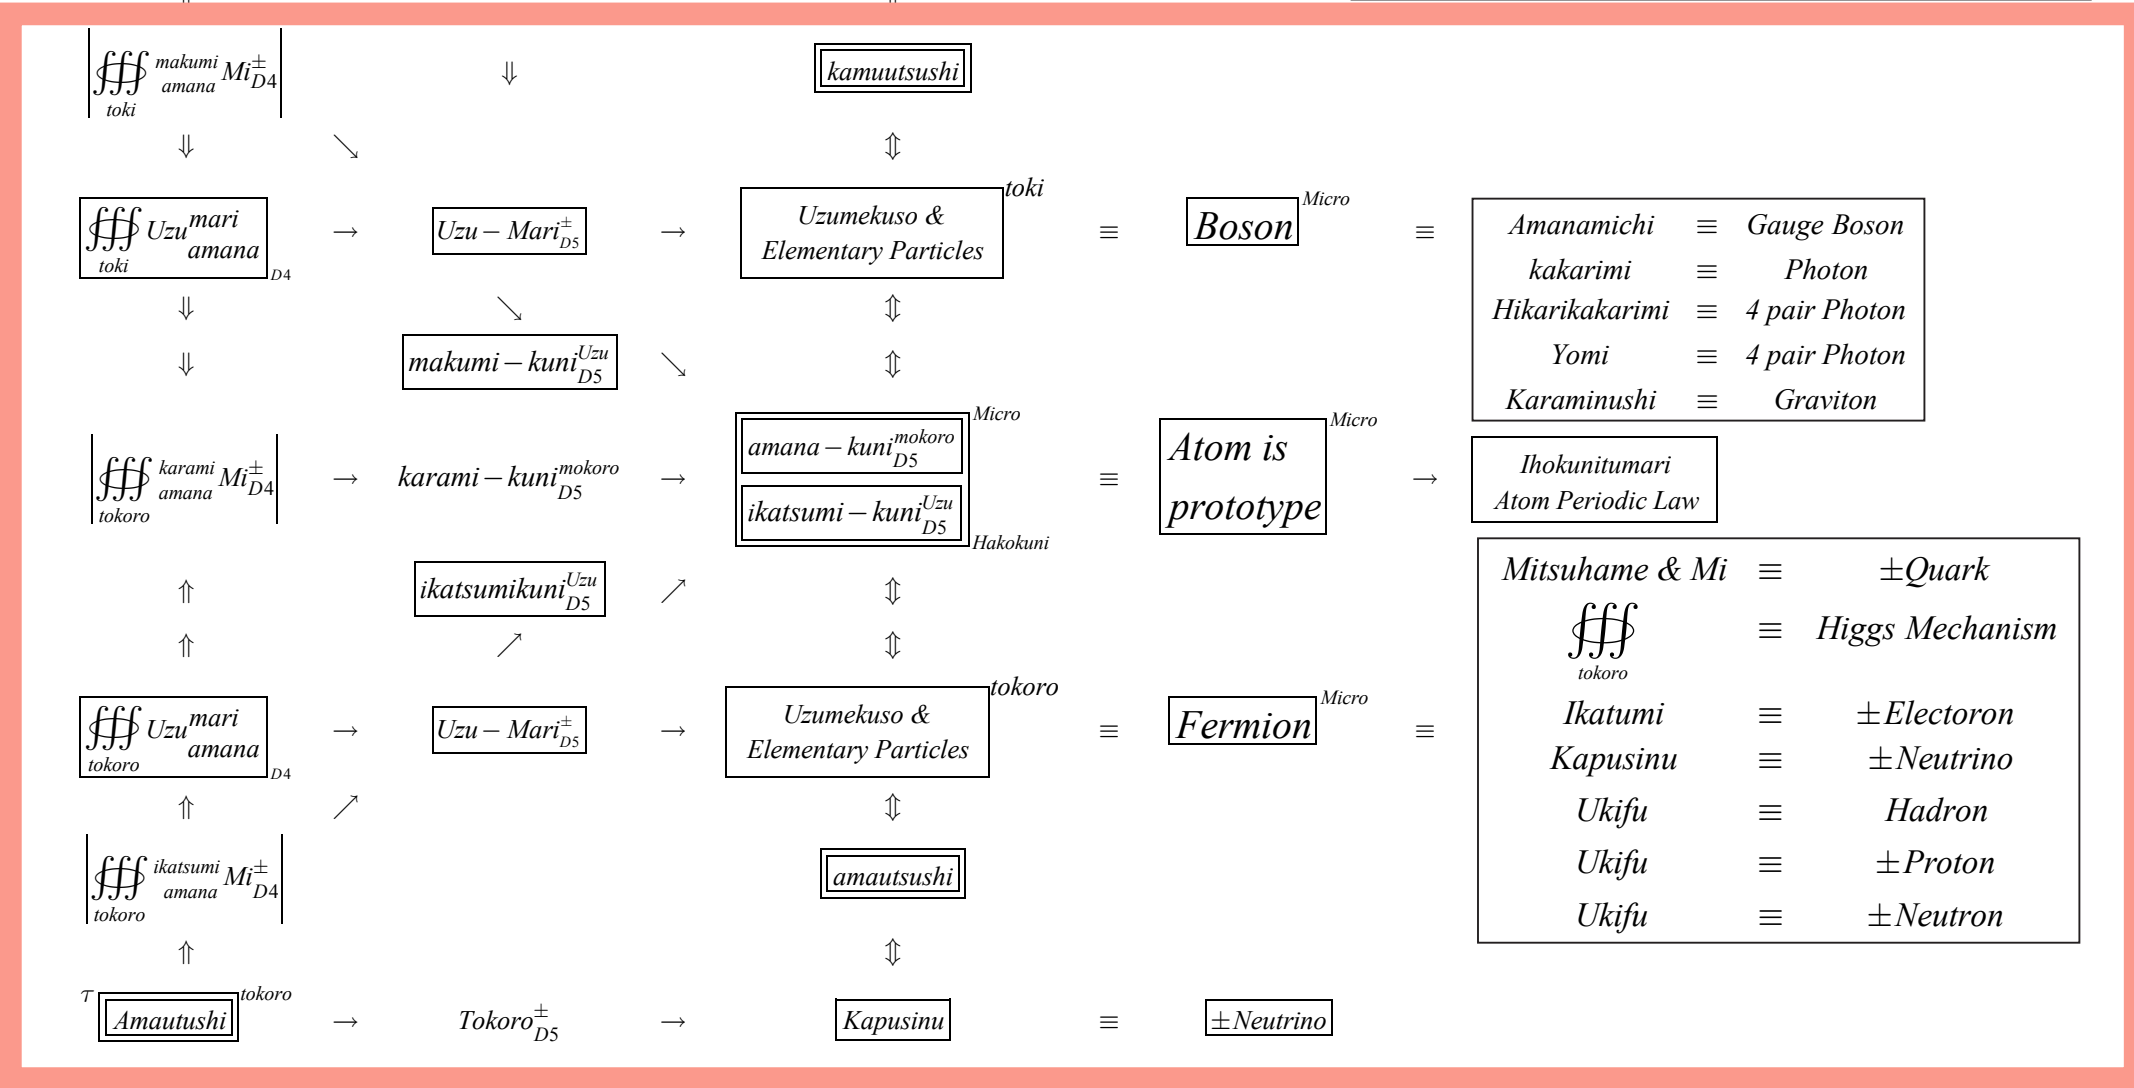 ∰ toki makumi amana Mi ± D4 ⇓ kamuutsushi
⇓ ↘ ⇕
∰ toki Uzu mari amana D4 → Uzu − Mari ± D5 → Uzumekuso & Elementary Particles toki ≡ Boson Micro ≡
Amanamichi ≡ Gauge Boson
kakarimi ≡ Photon
Hikarikakarimi ≡ 4 pair Photon
Yomi ≡ 4 pair Photon
Karaminushi ≡ Graviton
⇓ ↘ ⇕
⇓ makumi − kuni Uzu D5 ↘ ⇕
∰ tokoro karami amana Mi ± D4 → karami − kuni mokoro D5 → amana − kuni mokoro D5 Micro
ikatsumi − kuni Uzu D5 Hakokuni
≡ Atom is
prototype Micro →
Ihokunitumari
Atom Periodic Law
⇑ ikatsumikuni Uzu D5 ↗ ⇕
⇑ ↗ ⇕
∰ tokoro Uzu mari amana D4 → Uzu − Mari ± D5 → Uzumekuso & Elementary Particles tokoro ≡ Fermion Micro ≡
Mitsuhame & Mi ≡ ±Quark
∰ tokoro ≡ Higgs Mechanism
Ikatumi ≡ ±Electoron
Kapusinu ≡ ±Neutrino
Ukifu ≡ Hadron
Ukifu ≡ ±Proton
Ukifu ≡ ±Neutron
⇑ ↗ ⇕
∰ tokoro ikatsumi amana Mi ± D4 amautsushi
⇑ ⇕
τ Amautushi tokoro → Tokoro ± D5 → Kapusinu ≡ ±Neutrino